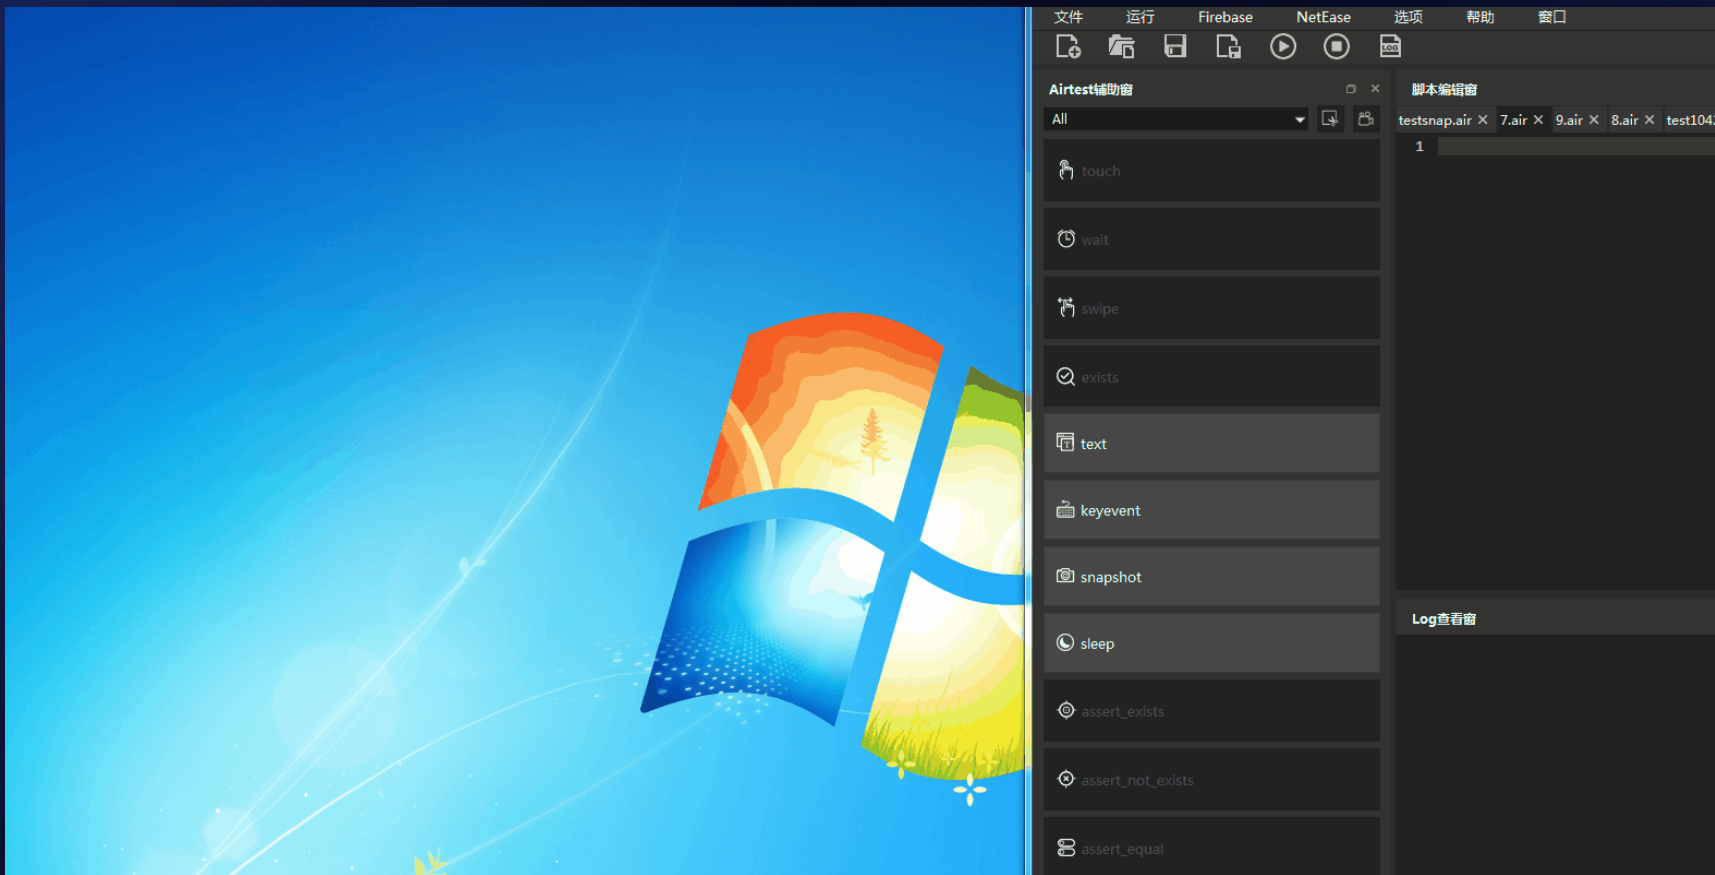 文件 运行 Firebase NetEase 选项 帮助 窗口
LOG
Airtest辅助窗
All
touch
wait
swipe
exists
text
keyevent
snapshot
sleep
assert_exists
assert_not_exists
assert_equal
脚本编辑窗
testsnap.air 7.air 9.air 8.air
1
Log查看窗